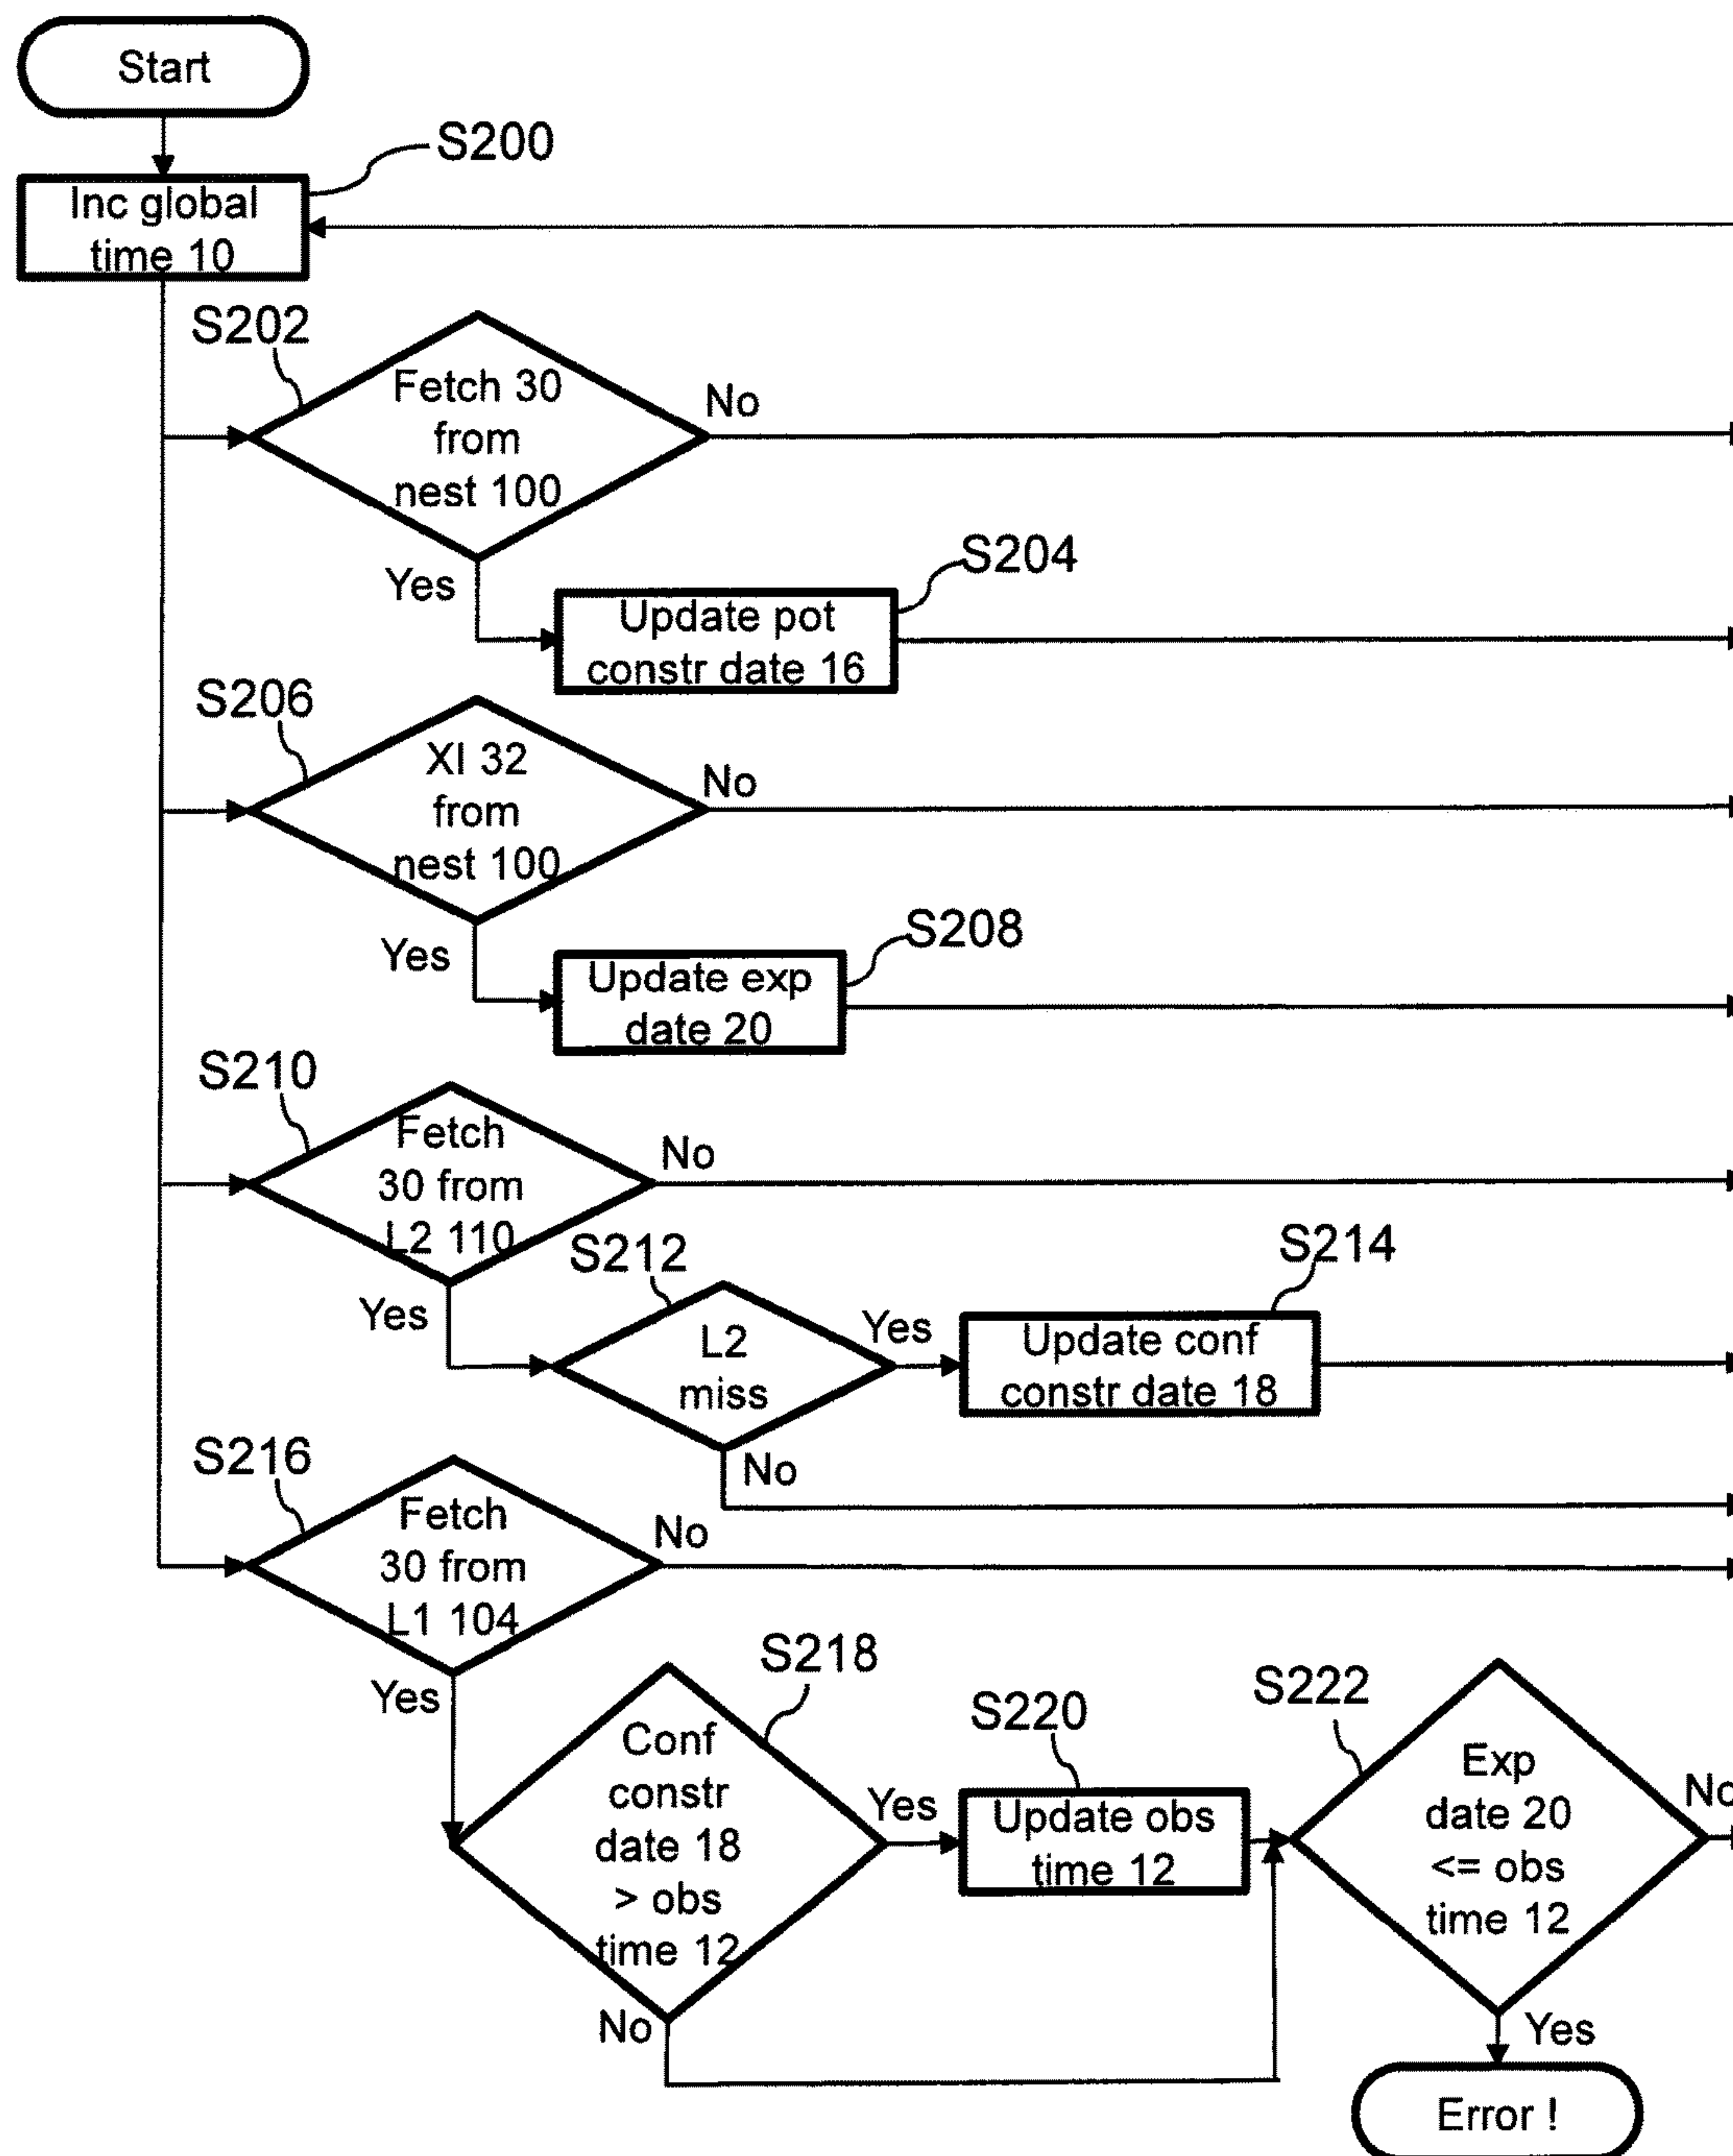 Start
S200
Inc global
time 10
S202
Fetch 30
from
nest 100
No
Yes
S204
Update pot
constr date 16
S206
XI 32
from
nest 100
No
Yes
S208
Update exp
date 20
S210
Fetch
30 from
L2 110
No
Yes
S212
L2
miss
Yes
No
S214
Update conf
constr date 18
S216
Fetch
30 from
L1 104
No
Yes
S218
Conf
constr
date 18
> obs
time 12
Yes
No
S220
Update obs
time 12
S222
Exp
date 20
<= obs
time 12
No
Yes
Error !